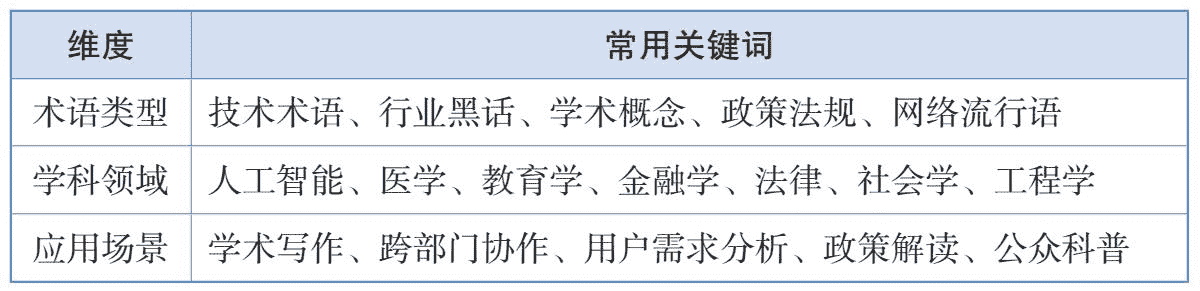 维度 常用关键词
术语类型 技术术语、行业黑话、学术概念、政策法规、网络流行语
学科领域 人工智能、医学、教育学、金融学、法律、社会学、工程学
应用场景 学术写作、跨部门协作、用户需求分析、政策解读、公众科普